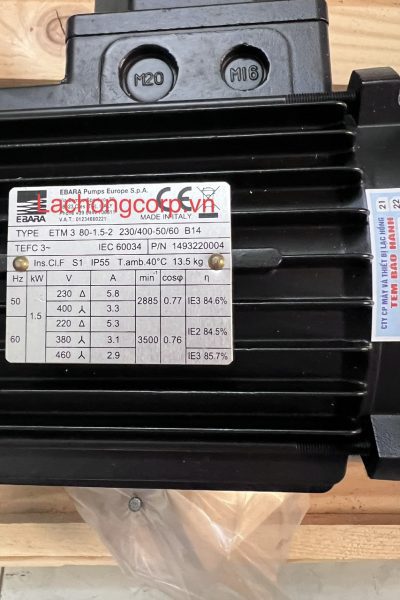 M20
M16
EBARA Pumps Europe S.p.A.
EBARA
CE
Lachongcorp.vn
MADE IN ITALY
TYPE ETM 3 80-1.5-2 230/400-50/60 B14
TEFC 3~ IEC 60034 P/N 1493220004
Ins.Cl.F S1 IP55 T.amb.40°C 13.5 kg
Hz kW V A min⁻¹ cosφ η
50 1.5 230 Δ 5.8 2885 0.77 IE3 84.6%
400 ⅄ 3.3
60 220 Δ 5.3 3500 0.76 IE2 84.5%
380 ⅄ 3.1
460 ⅄ 2.9 IE3 85.7%
21 22
CTY CP MÁY VÀ THIẾT BỊ LẠC HỒNG
TEM BẢO HÀNH